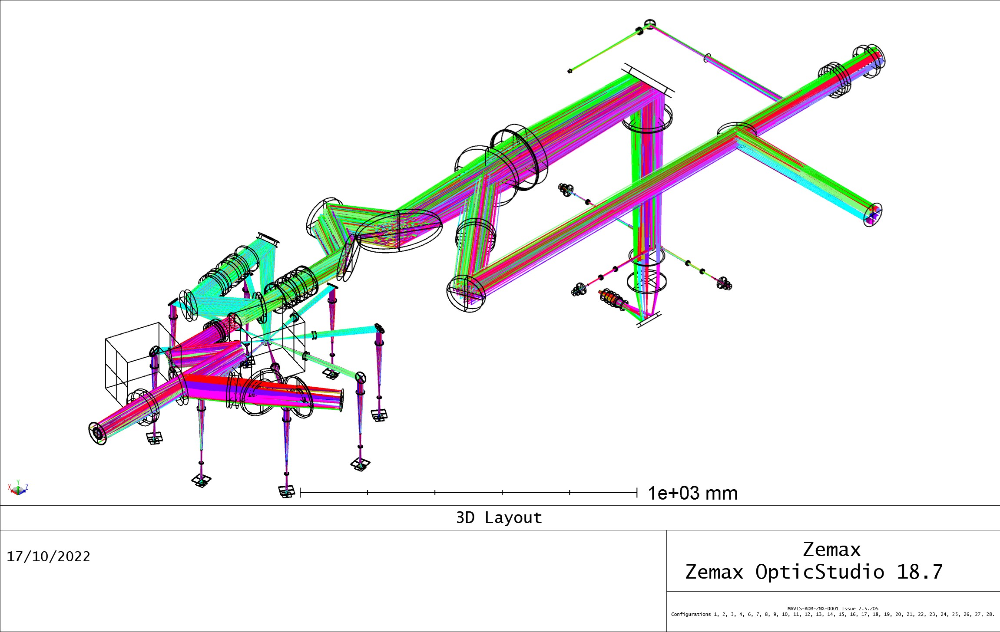 X Y Z
1e+03 mm
3D Layout
17/10/2022
Zemax
Zemax OpticStudio 18.7
MAVIS-AOM-ZMX-0001 Issue 2.5.ZOS
Configurations 1, 2, 3, 4, 6, 7, 8, 9, 10, 11, 12, 13, 14, 15, 16, 17, 18, 19, 20, 21, 22, 23, 24, 25, 26, 27, 28.